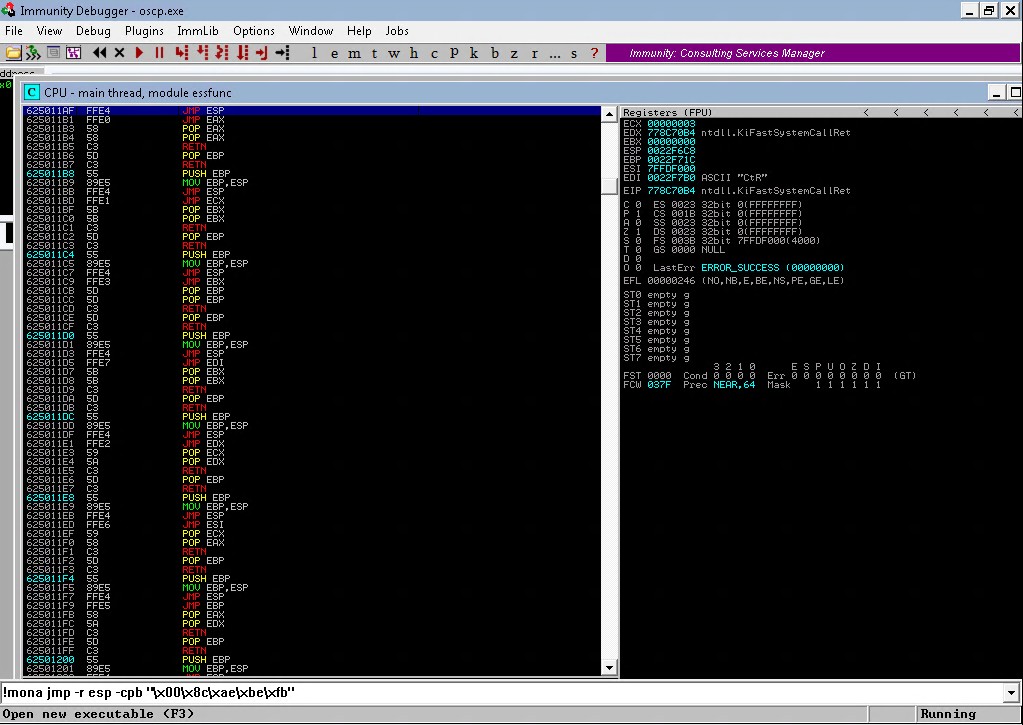 Immunity Debugger - oscp.exe
File View Debug Plugins ImmLib Options Window Help Jobs
l e m t w h c p k b z r ... s ? Immunity: Consulting Services Manager
ddress
x0
C CPU - main thread, module essfunc
625011AF FFE4 JMP ESP
625011B1 FFE0 JMP EAX
625011B3 58 POP EAX
625011B4 58 POP EAX
625011B5 C3 RETN
625011B6 5D POP EBP
625011B7 C3 RETN
625011B8 55 PUSH EBP
625011B9 89E5 MOV EBP,ESP
625011BB FFE4 JMP ESP
625011BD FFE1 JMP ECX
625011BF 5B POP EBX
625011C0 5B POP EBX
625011C1 C3 RETN
625011C2 5D POP EBP
625011C3 C3 RETN
625011C4 55 PUSH EBP
625011C5 89E5 MOV EBP,ESP
625011C7 FFE4 JMP ESP
625011C9 FFE3 JMP EBX
625011CB 5D POP EBP
625011CC 5D POP EBP
625011CD C3 RETN
625011CE 5D POP EBP
625011CF C3 RETN
625011D0 55 PUSH EBP
625011D1 89E5 MOV EBP,ESP
625011D3 FFE4 JMP ESP
625011D5 FFE7 JMP EDI
625011D7 5B POP EBX
625011D8 5B POP EBX
625011D9 C3 RETN
625011DA 5D POP EBP
625011DB C3 RETN
625011DC 55 PUSH EBP
625011DD 89E5 MOV EBP,ESP
625011DF FFE4 JMP ESP
625011E1 FFE2 JMP EDX
625011E3 59 POP ECX
625011E4 5A POP EDX
625011E5 C3 RETN
625011E6 5D POP EBP
625011E7 C3 RETN
625011E8 55 PUSH EBP
625011E9 89E5 MOV EBP,ESP
625011EB FFE4 JMP ESP
625011ED FFE6 JMP ESI
625011EF 59 POP ECX
625011F0 58 POP EAX
625011F1 C3 RETN
625011F2 5D POP EBP
625011F3 C3 RETN
625011F4 55 PUSH EBP
625011F5 89E5 MOV EBP,ESP
625011F7 FFE4 JMP ESP
625011F9 FFE5 JMP EBP
625011FB 58 POP EAX
625011FC 5A POP EDX
625011FD C3 RETN
625011FE 5D POP EBP
625011FF C3 RETN
62501200 55 PUSH EBP
62501201 89E5 MOV EBP,ESP
Registers (FPU) < < < < < <
ECX 00000003
EDX 778C70B4 ntdll.KiFastSystemCallRet
EBX 00000000
ESP 0022F6C8
EBP 0022F71C
ESI 7FFDF000
EDI 0022F7B0 ASCII "CtR"
EIP 778C70B4 ntdll.KiFastSystemCallRet
C 0 ES 0023 32bit 0(FFFFFFFF)
P 1 CS 001B 32bit 0(FFFFFFFF)
A 0 SS 0023 32bit 0(FFFFFFFF)
Z 1 DS 0023 32bit 0(FFFFFFFF)
S 0 FS 003B 32bit 7FFDF000(4000)
T 0 GS 0000 NULL
D 0
O 0 LastErr ERROR_SUCCESS (00000000)
EFL 00000246 (NO,NB,E,BE,NS,PE,GE,LE)
ST0 empty g
ST1 empty g
ST2 empty g
ST3 empty g
ST4 empty g
ST5 empty g
ST6 empty g
ST7 empty g
3 2 1 0 E S P U O Z D I
FST 0000 Cond 0 0 0 0 Err 0 0 0 0 0 0 0 0 (GT)
FCW 037F Prec NEAR,64 Mask 1 1 1 1 1 1
!mona jmp -r esp -cpb "\x00\x8c\xae\xbe\xfb"
Open new executable (F3) Running